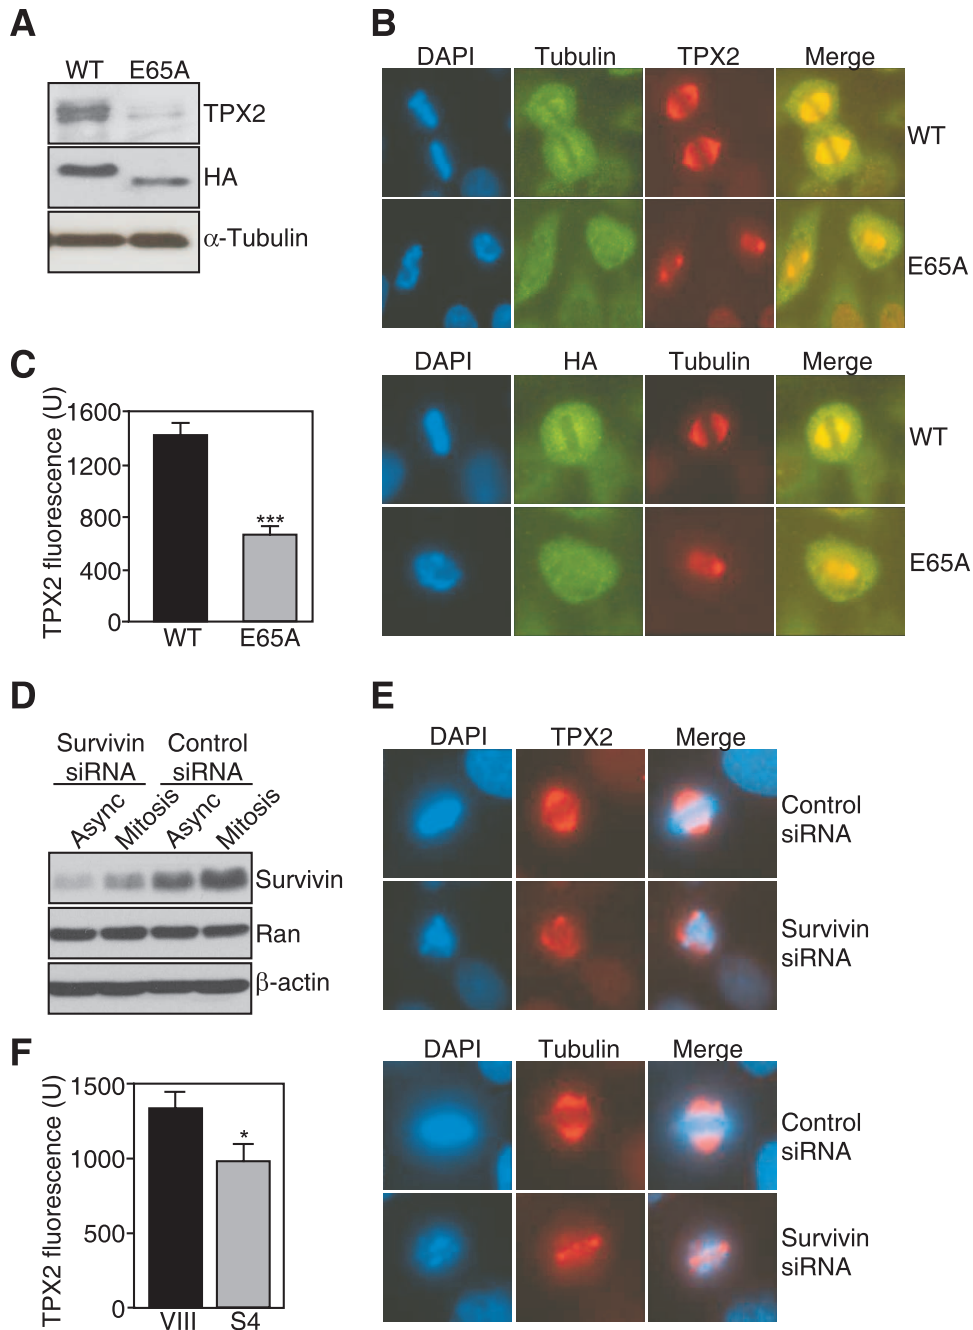 A
WT E65A
TPX2
HA
α-Tubulin
B
DAPI Tubulin TPX2 Merge
WT
E65A
DAPI HA Tubulin Merge
WT
E65A
C
TPX2 fluorescence (U)
1600
1200
800
400
0
***
WT E65A
D
Survivin siRNA
Control siRNA
Async Mitosis Async Mitosis
Survivin
Ran
β-actin
E
DAPI TPX2 Merge
Control
siRNA
Survivin
siRNA
DAPI Tubulin Merge
Control
siRNA
Survivin
siRNA
F
TPX2 fluorescence (U)
1500
1000
500
0
*
VIII S4